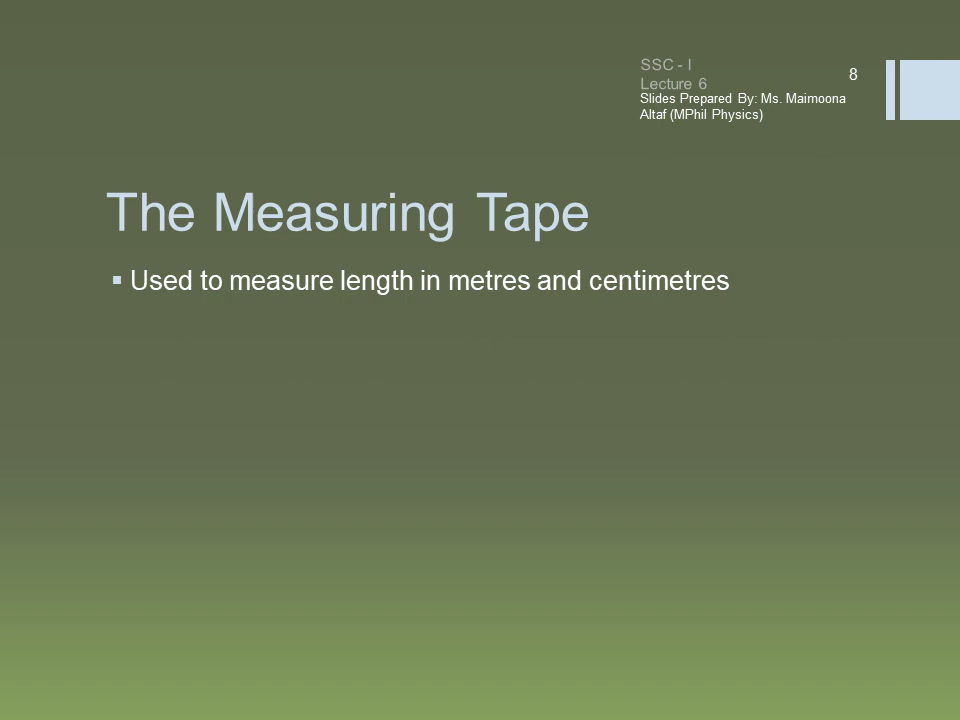 SSC - I
Lecture 6
8
Slides Prepared By: Ms. Maimoona
Altaf (MPhil Physics)
The Measuring Tape
▪ Used to measure length in metres and centimetres